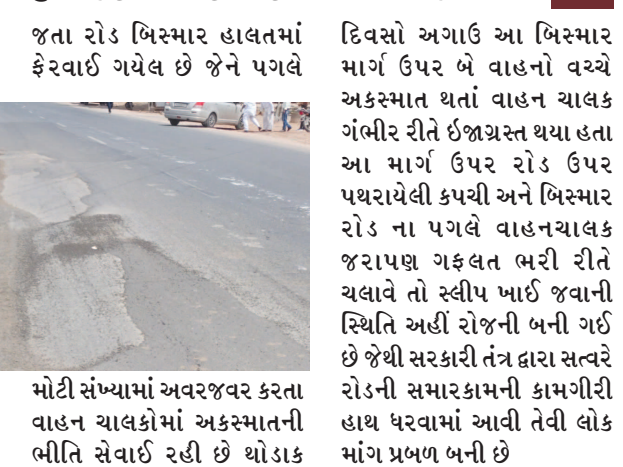 જતા રોડ બિસ્માર હાલતમાં
ફેરવાઈ ગયેલ છે જેને પગલે
મોટી સંખ્યામાં અવરજવર કરતા
વાહન ચાલકોમાં અકસ્માતની
ભીતિ સેવાઈ રહી છે થોડાક
દિવસો અગાઉ આ બિસ્માર
માર્ગ ઉપર બે વાહનો વચ્ચે
અકસ્માત થતાં વાહન ચાલક
ગંભીર રીતે ઇજાગ્રસ્ત થયા હતા
આ માર્ગ ઉપર રોડ ઉપર
પથરાયેલી કપચી અને બિસ્માર
રોડ ના પગલે વાહનચાલક
જરાપણ ગફલત ભરી રીતે
ચલાવે તો સ્લીપ ખાઈ જવાની
સ્થિતિ અહીં રોજની બની ગઈ
છે જેથી સરકારી તંત્ર દ્વારા સત્વરે
રોડની સમારકામની કામગીરી
હાથ ધરવામાં આવી તેવી લોક
માંગ પ્રબળ બની છે